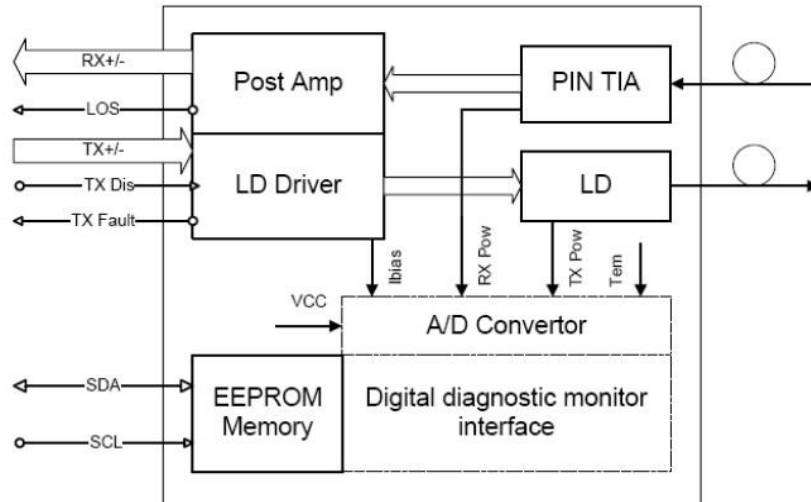 RX+/-
Post Amp
PIN TIA
LOS
TX+/-
TX Dis
LD Driver
LD
TX Fault
Ibias
RX Pow
TX Pow
Tem
VCC
A/D Convertor
SDA
EEPROM
Memory
Digital diagnostic monitor
interface
SCL